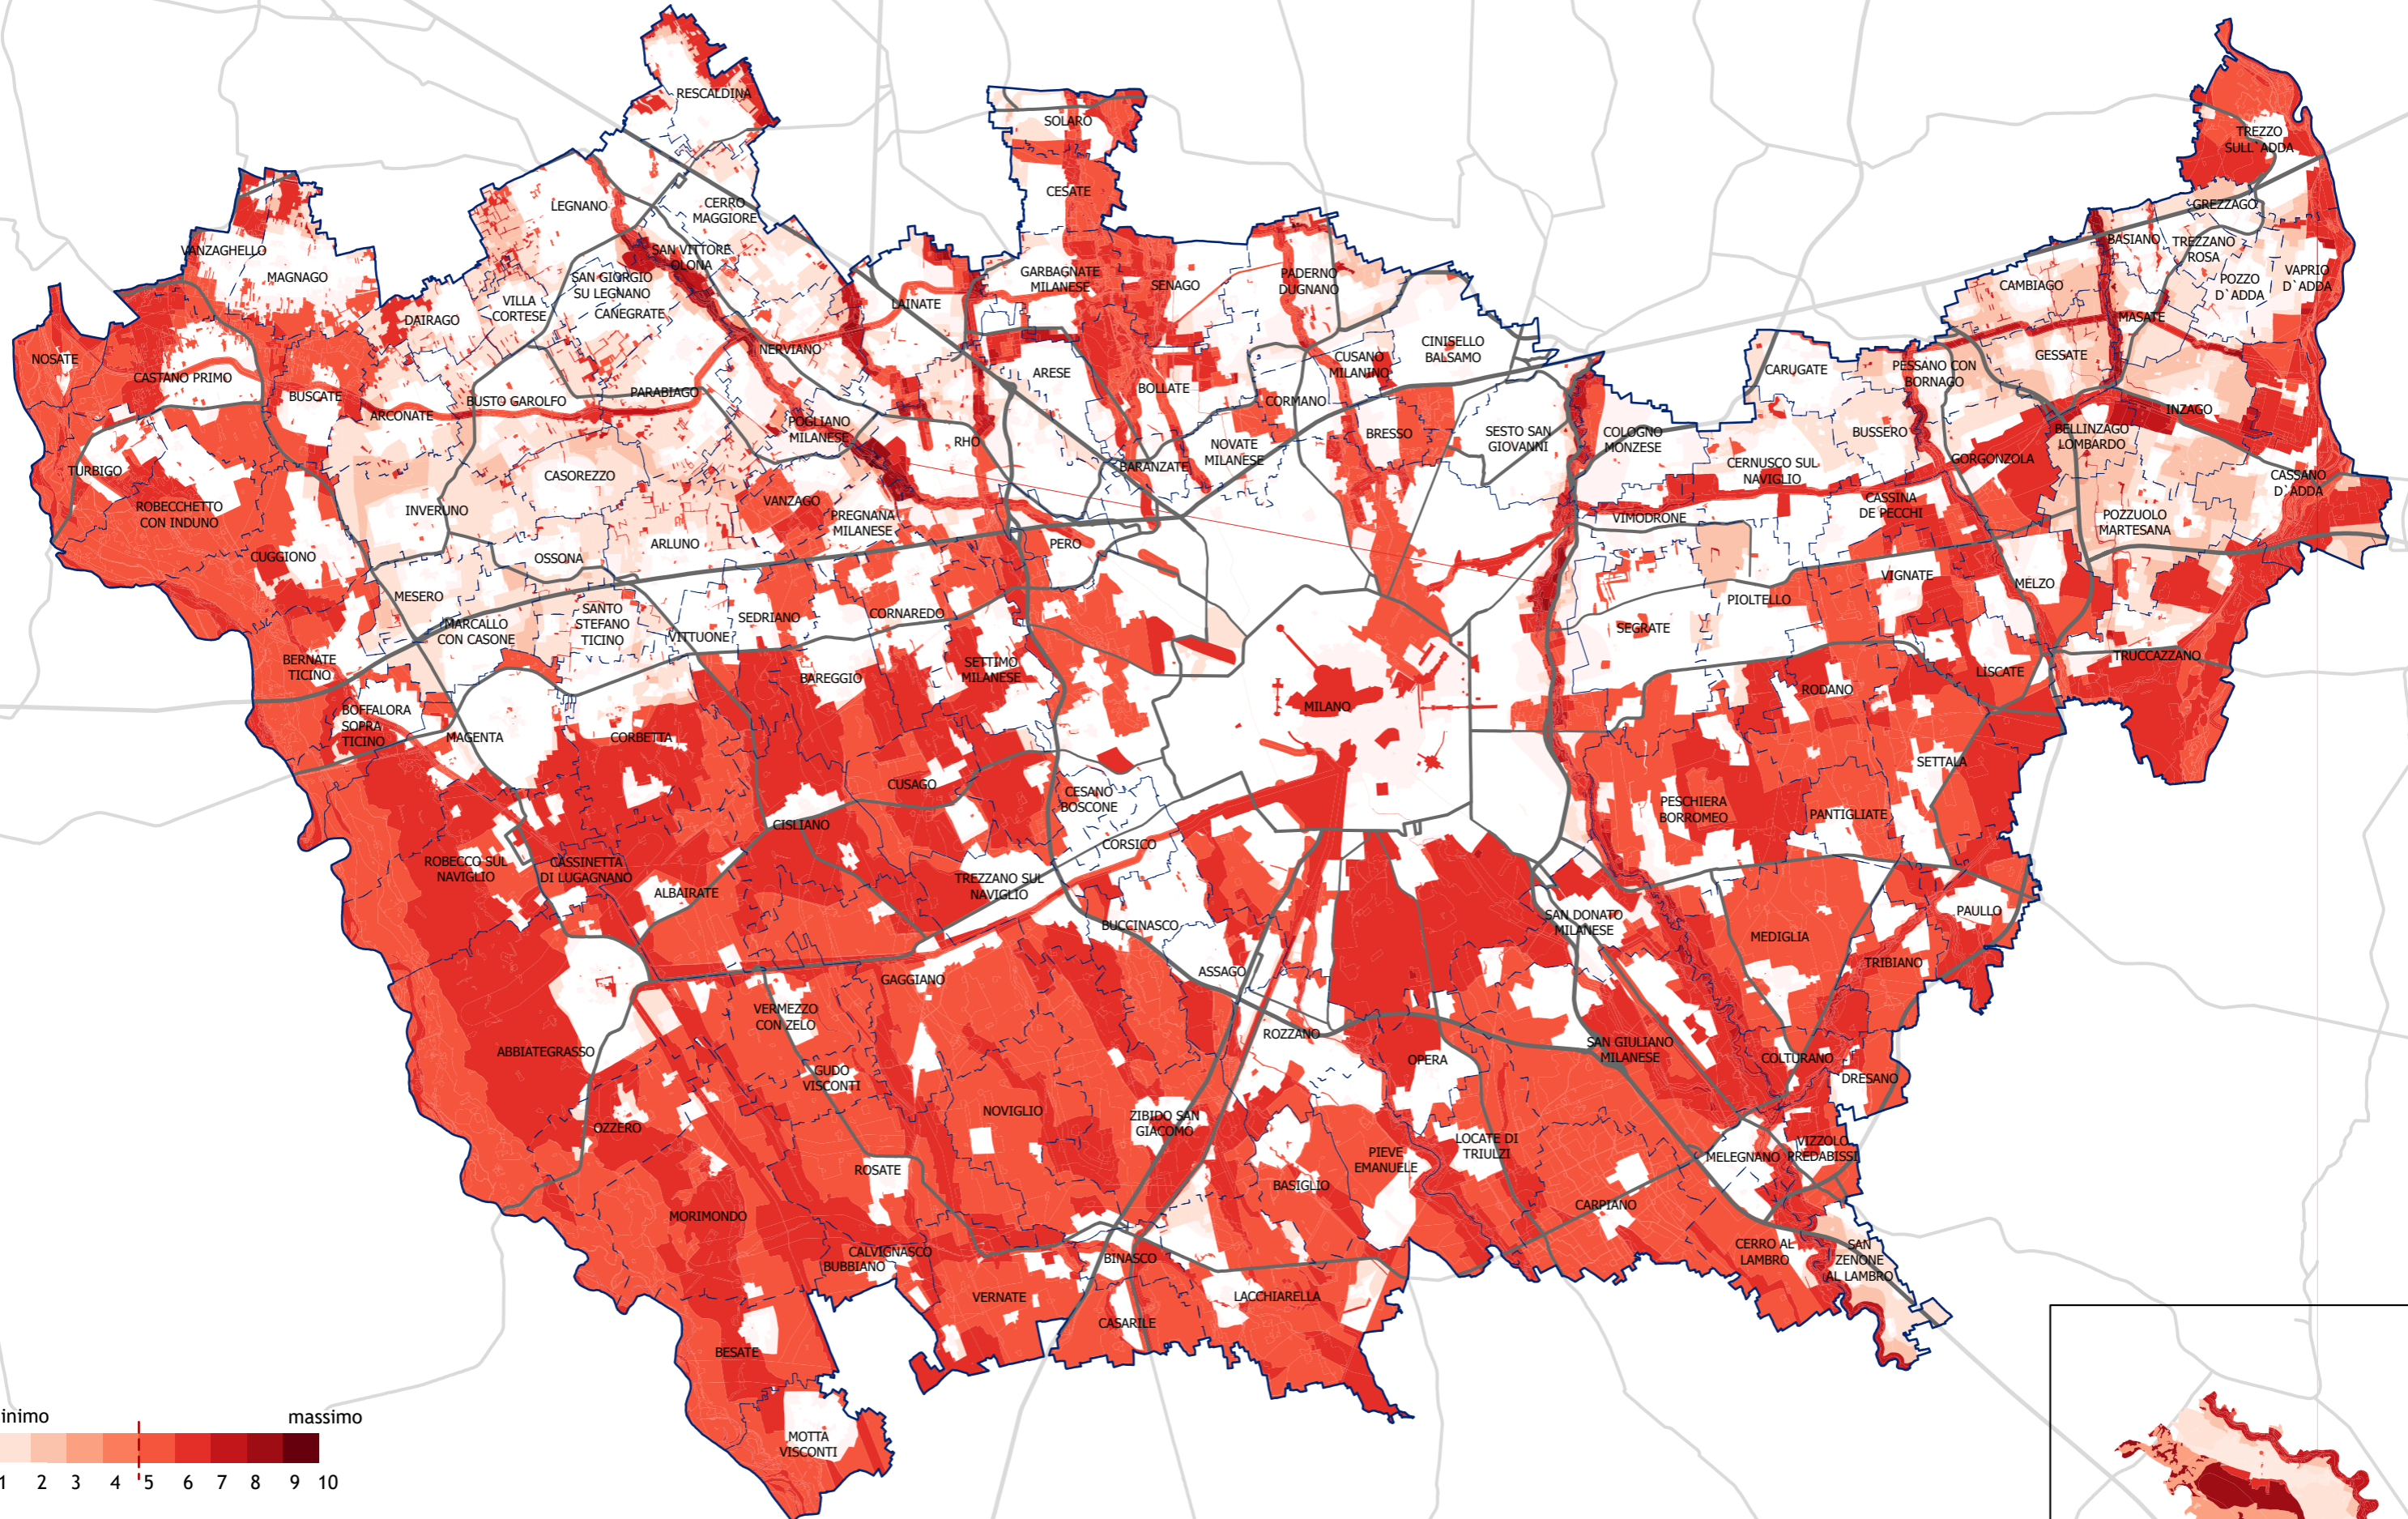 RESCALDINA
SOLARO
TREZZO
SULL`ADDA
CESATE
LEGNANO
CERRO
MAGGIORE
GREZZAGO
VANZAGHELLO
MAGNAGO
SAN VITTORE
OLONA
BASIANO
TREZZANO
ROSA
SAN GIORGIO
SU LEGNANO
GARBAGNATE
MILANESE
SENAGO
PADERNO
DUGNANO
CAMBIAGO
POZZO
D`ADDA
VAPRIO
D`ADDA
VILLA
CORTESE
LAINATE
DAIRAGO
CANEGRATE
MASATE
NERVIANO
CINISELLO
BALSAMO
NOSATE
CUSANO
MILANINO
GESSATE
CASTANO PRIMO
ARESE
CARUGATE
PESSANO CON
BORNAGO
BUSCATE
BUSTO GAROLFO
PARABIAGO
BOLLATE
CORMANO
ARCONATE
INZAGO
POGLIANO
MILANESE
RHO
BRESSO
SESTO SAN
GIOVANNI
COLOGNO
MONZESE
BUSSERO
BELLINZAGO
LOMBARDO
NOVATE
MILANESE
TURBIGO
CASOREZZO
BARANZATE
CERNUSCO SUL
NAVIGLIO
GORGONZOLA
CASSANO
D`ADDA
VANZAGO
CASSINA
DE PECCHI
ROBECCHETTO
CON INDUNO
INVERUNO
PREGNANA
MILANESE
VIMODRONE
POZZUOLO
MARTESANA
CUGGIONO
OSSONA
ARLUNO
PERO
MESERO
VIGNATE
MELZO
SANTO
STEFANO
TICINO
SEDRIANO
CORNAREDO
PIOLTELLO
MARCALLO
CON CASONE
VITTUONE
SEGRATE
BERNATE
TICINO
BAREGGIO
SETTIMO
MILANESE
LISCATE
TRUCCAZZANO
RODANO
BOFFALORA
SOPRA
TICINO
MAGENTA
CORBETTA
MILANO
SETTALA
CUSAGO
CESANO
BOSCONE
PESCHIERA
BORROMEO
PANTIGLIATE
CISLIANO
CORSICO
ROBECCO SUL
NAVIGLIO
CASSINETTA
DI LUGAGNANO
ALBAIRATE
TREZZANO SUL
NAVIGLIO
BUCCINASCO
SAN DONATO
MILANESE
PAULLO
MEDIGLIA
TRIBIANO
ASSAGO
GAGGIANO
VERMEZZO
CON ZELO
ROZZANO
ABBIATEGRASSO
OPERA
SAN GIULIANO
MILANESE
COLTURANO
GUDO
VISCONTI
DRESANO
NOVIGLIO
ZIBIDO SAN
GIACOMO
OZZERO
LOCATE DI
TRIULZI
PIEVE
EMANUELE
MELEGNANO
VIZZOLO
PREDABISSI
ROSATE
BASIGLIO
CARPIANO
MORIMONDO
CALVIGNASCO
BUBBIANO
BINASCO
CERRO AL
LAMBRO
SAN
ZENONE
AL LAMBRO
VERNATE
LACCHIARELLA
CASARILE
BESATE
MOTTA
VISCONTI
inimo massimo
1 2 3 4 5 6 7 8 9 10